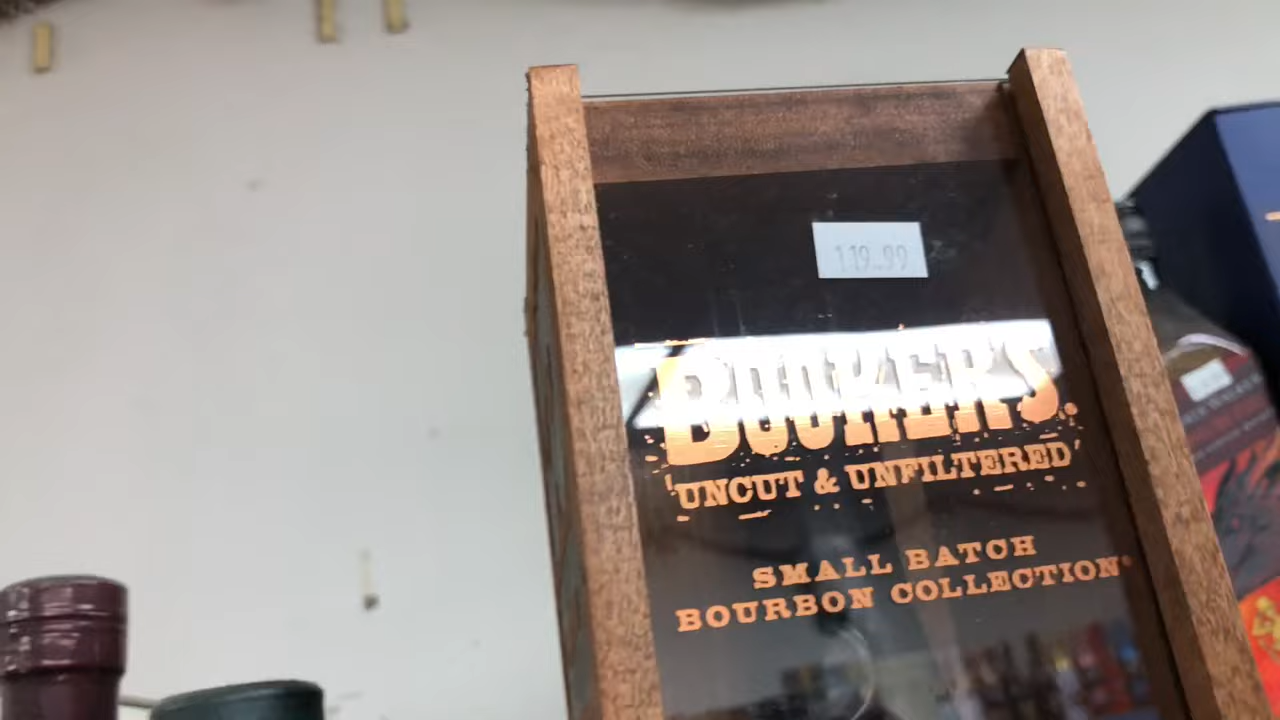 119.99
BOOKER'S
UNCUT & UNFILTERED
SMALL BATCH
BOURBON COLLECTION®